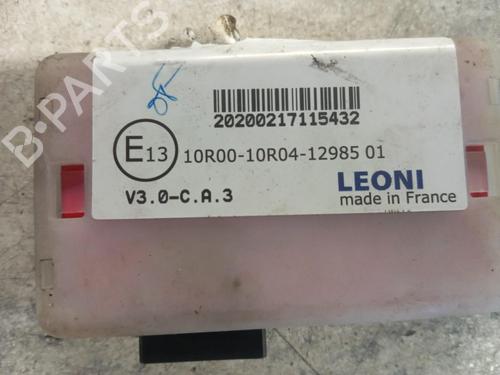 20200217115432
E13 10R00-10R04-12985 01
V3.0-C.A.3
LEONI
made in France
B-PARTS